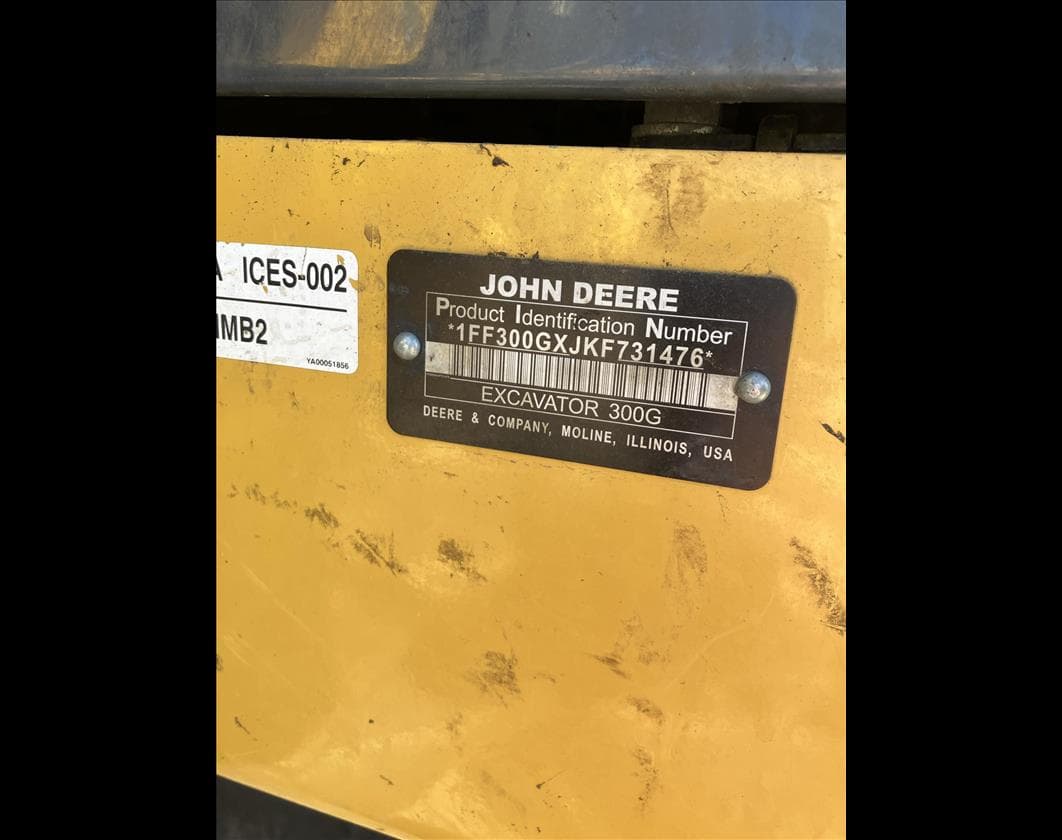 ICES-002
MB2
YA00051856
JOHN DEERE
Product Identification Number
*1FF300GXJKF731476*
EXCAVATOR 300G
DEERE & COMPANY, MOLINE, ILLINOIS, USA